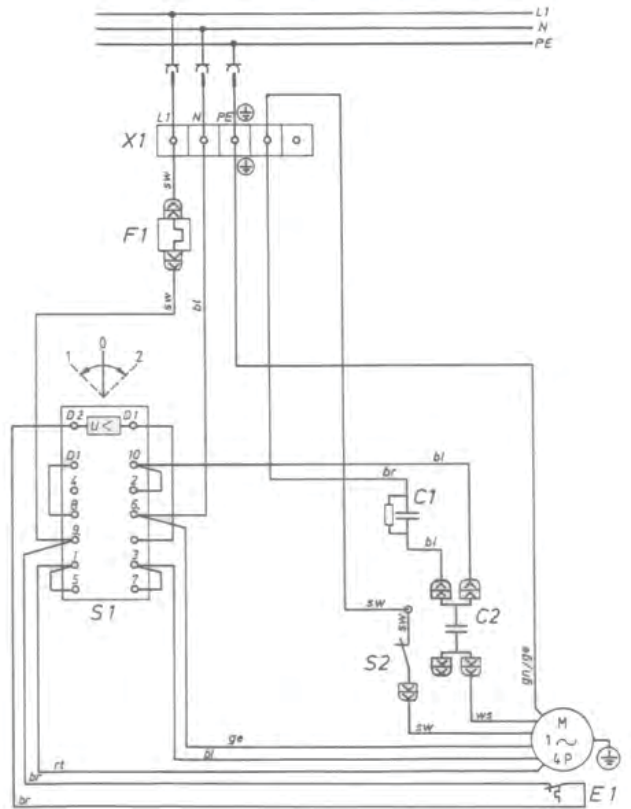 L1
N
PE
L1 N PE
X1
sw
F1
sw
bl
1 0 2
D2 U< D1
D1 10
4 2
8 6
9
1 3
5 7
S1
bl
br
C1
bl
sw
sw
C2
S2
gn/ge
ws
sw
ge
bl
rt
br
br
M
1~
4P
E1